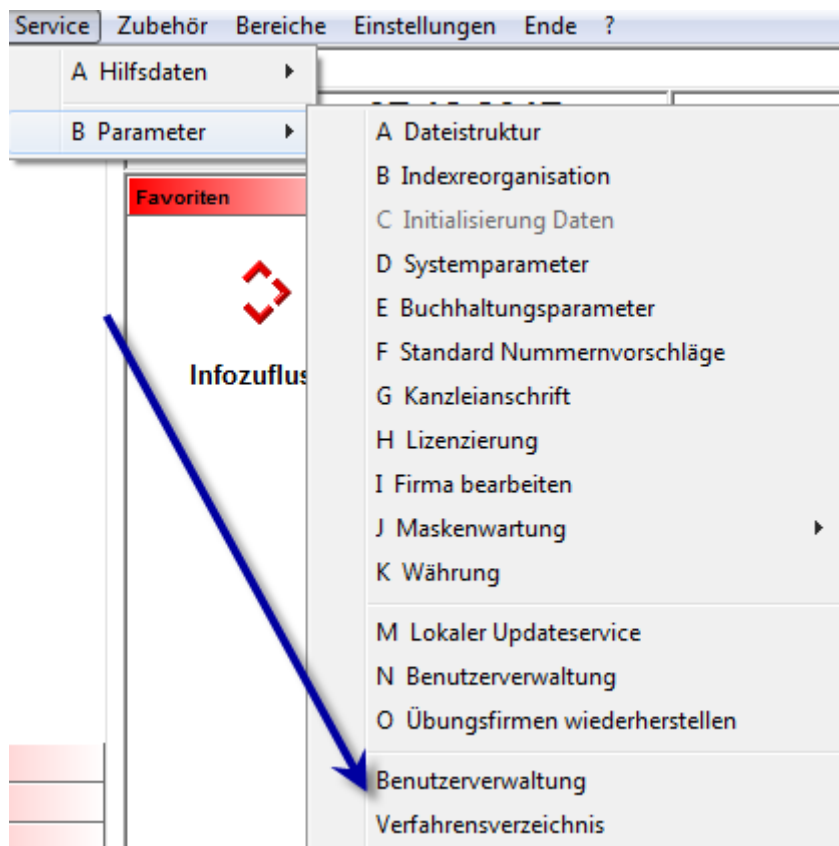 Service Zubehör Bereiche Einstellungen Ende ?
A Hilfsdaten
B Parameter
A Dateistruktur
B Indexreorganisation
C Initialisierung Daten
D Systemparameter
E Buchhaltungsparameter
F Standard Nummernvorschläge
G Kanzleianschrift
H Lizenzierung
I Firma bearbeiten
J Maskenwartung
K Währung
M Lokaler Updateservice
N Benutzerverwaltung
O Übungsfirmen wiederherstellen
Benutzerverwaltung
Verfahrensverzeichnis
Favoriten
Infozuflus